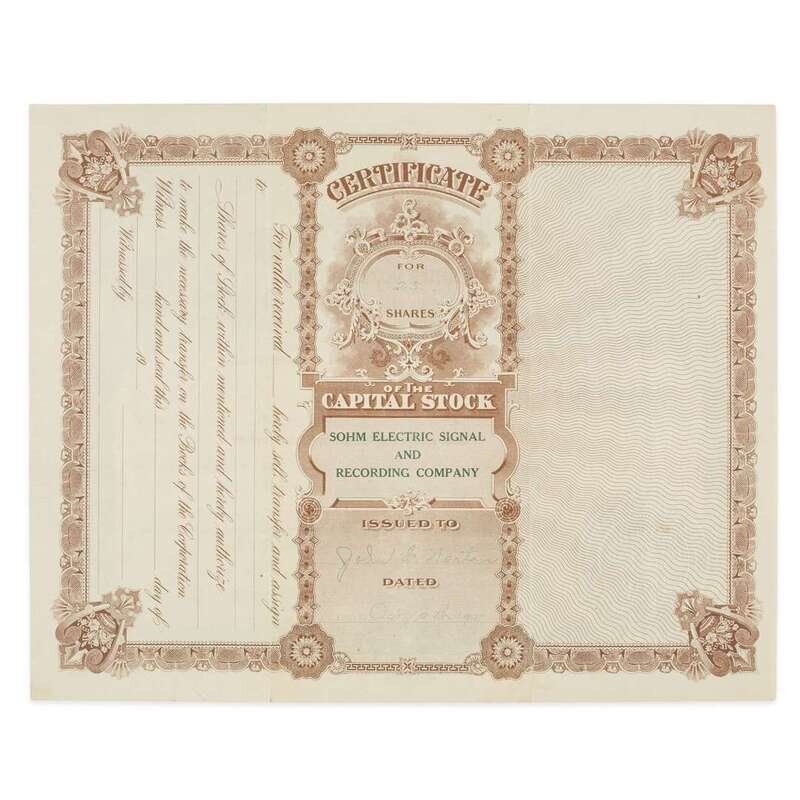 CERTIFICATE
FOR
SHARES
OF THE
CAPITAL STOCK
SOHM ELECTRIC SIGNAL
AND
RECORDING COMPANY
ISSUED TO
John
DATED
For value received hereby sell, transfer and assign
to
Shares of Stock within mentioned and hereby authorize
to make the necessary transfer on the Books of the Corporation
Witness hand and seal this day of
19
Witnessed by